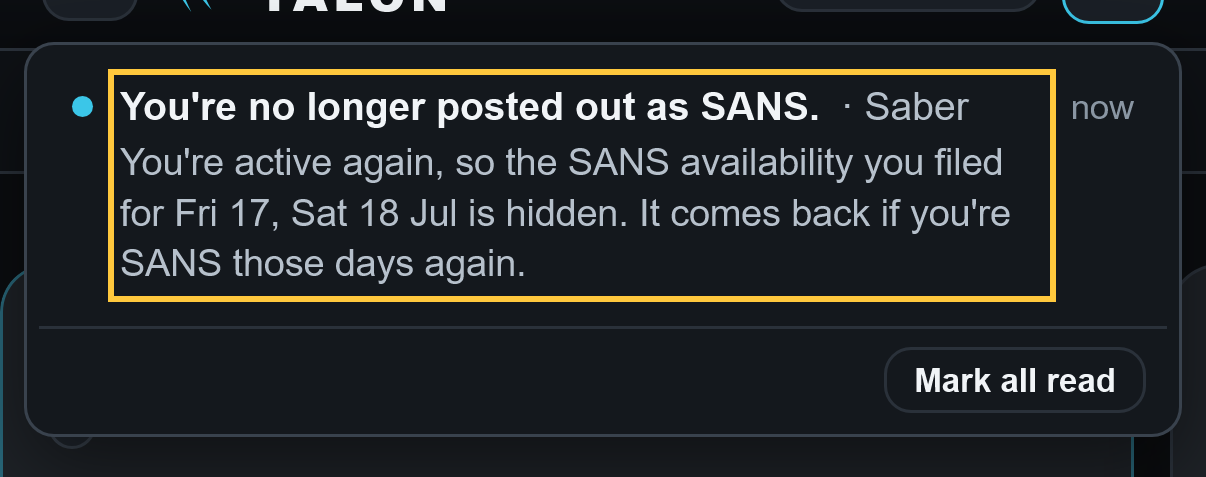 TALON
You're no longer posted out as SANS. · Saber now
You're active again, so the SANS availability you filed
for Fri 17, Sat 18 Jul is hidden. It comes back if you're
SANS those days again.
Mark all read